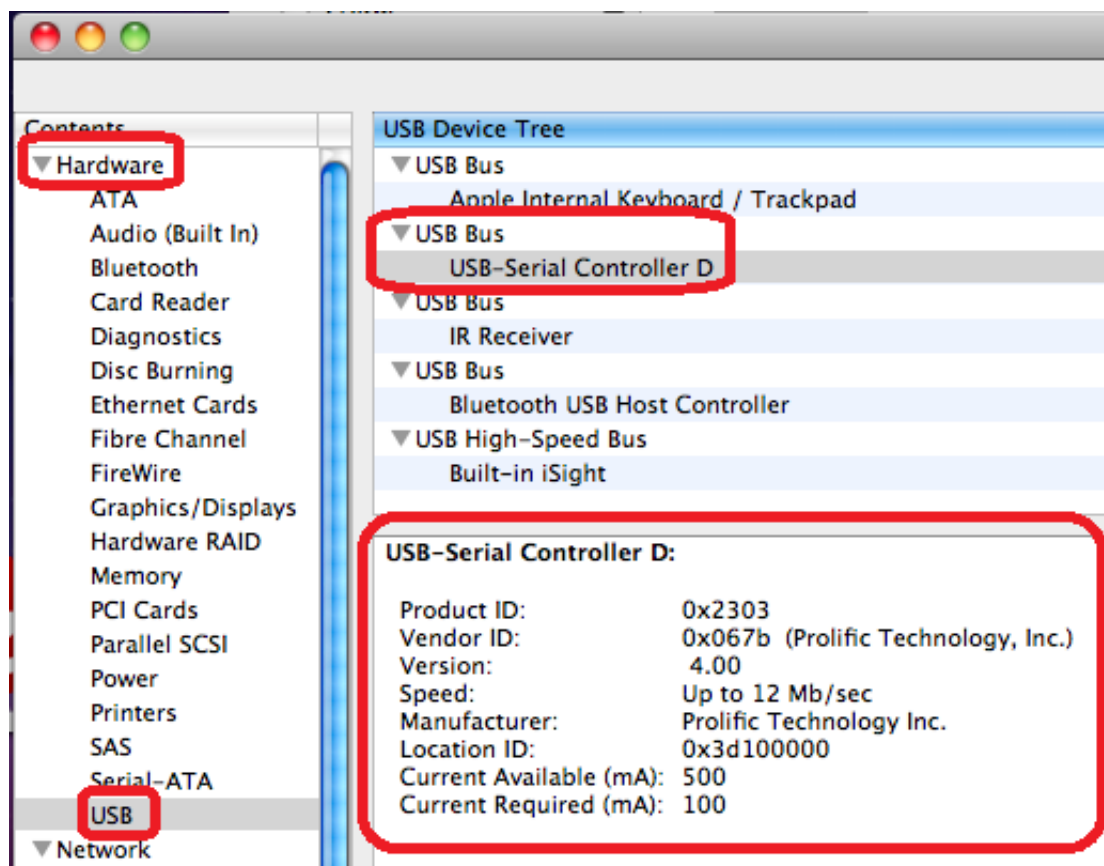 Contents
Hardware
ATA
Audio (Built In)
Bluetooth
Card Reader
Diagnostics
Disc Burning
Ethernet Cards
Fibre Channel
FireWire
Graphics/Displays
Hardware RAID
Memory
PCI Cards
Parallel SCSI
Power
Printers
SAS
Serial-ATA
USB
Network
USB Device Tree
USB Bus
Apple Internal Keyboard / Trackpad
USB Bus
USB-Serial Controller D
USB Bus
IR Receiver
USB Bus
Bluetooth USB Host Controller
USB High-Speed Bus
Built-in iSight
USB-Serial Controller D:
Product ID: 0x2303
Vendor ID: 0x067b (Prolific Technology, Inc.)
Version: 4.00
Speed: Up to 12 Mb/sec
Manufacturer: Prolific Technology Inc.
Location ID: 0x3d100000
Current Available (mA): 500
Current Required (mA): 100